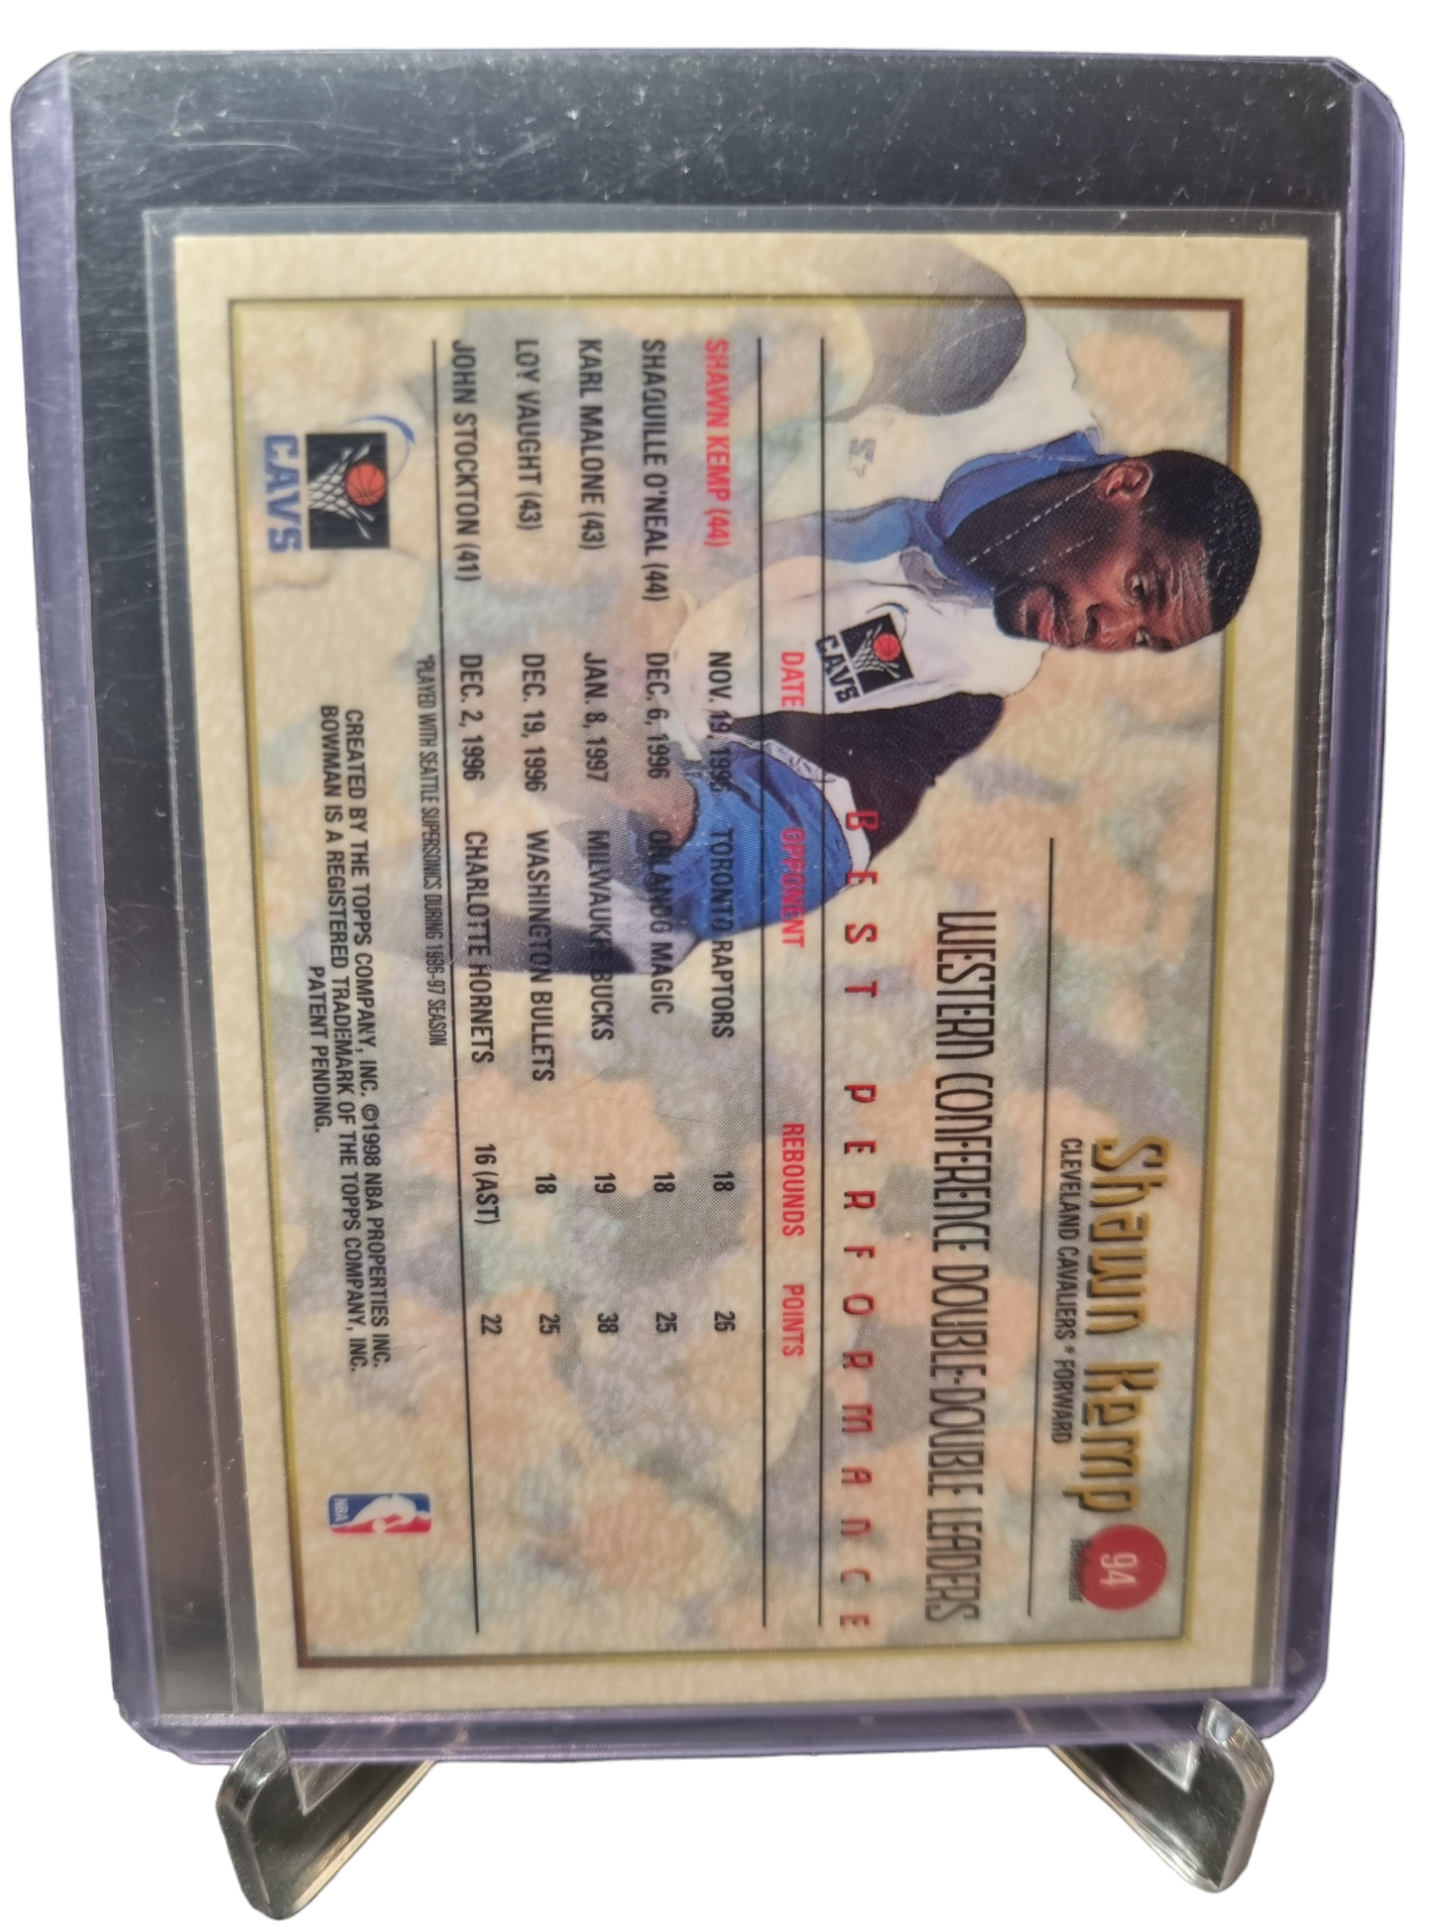 Shawn Kemp
94
CLEVELAND CAVALIERS * FORWARD
WESTERN CONFERENCE DOUBLE-DOUBLE LEADERS
BEST PERFORMANCE
DATE OPPONENT REBOUNDS POINTS
SHAWN KEMP (44) NOV. 19, 1996 TORONTO RAPTORS 18 26
SHAQUILLE O'NEAL (44) DEC. 6, 1996 ORLANDO MAGIC 18 25
KARL MALONE (43) JAN. 8, 1997 MILWAUKEE BUCKS 19 38
LOY VAUGHT (43) DEC. 19, 1996 WASHINGTON BULLETS 18 25
JOHN STOCKTON (41) DEC. 2, 1996 CHARLOTTE HORNETS 16 (AST) 22
*PLAYED WITH SEATTLE SUPERSONICS DURING 1996-97 SEASON
CAVS
CAVS
CREATED BY THE TOPPS COMPANY, INC. ©1998 NBA PROPERTIES INC.
BOWMAN IS A REGISTERED TRADEMARK OF THE TOPPS COMPANY, INC.
PATENT PENDING.
NBA